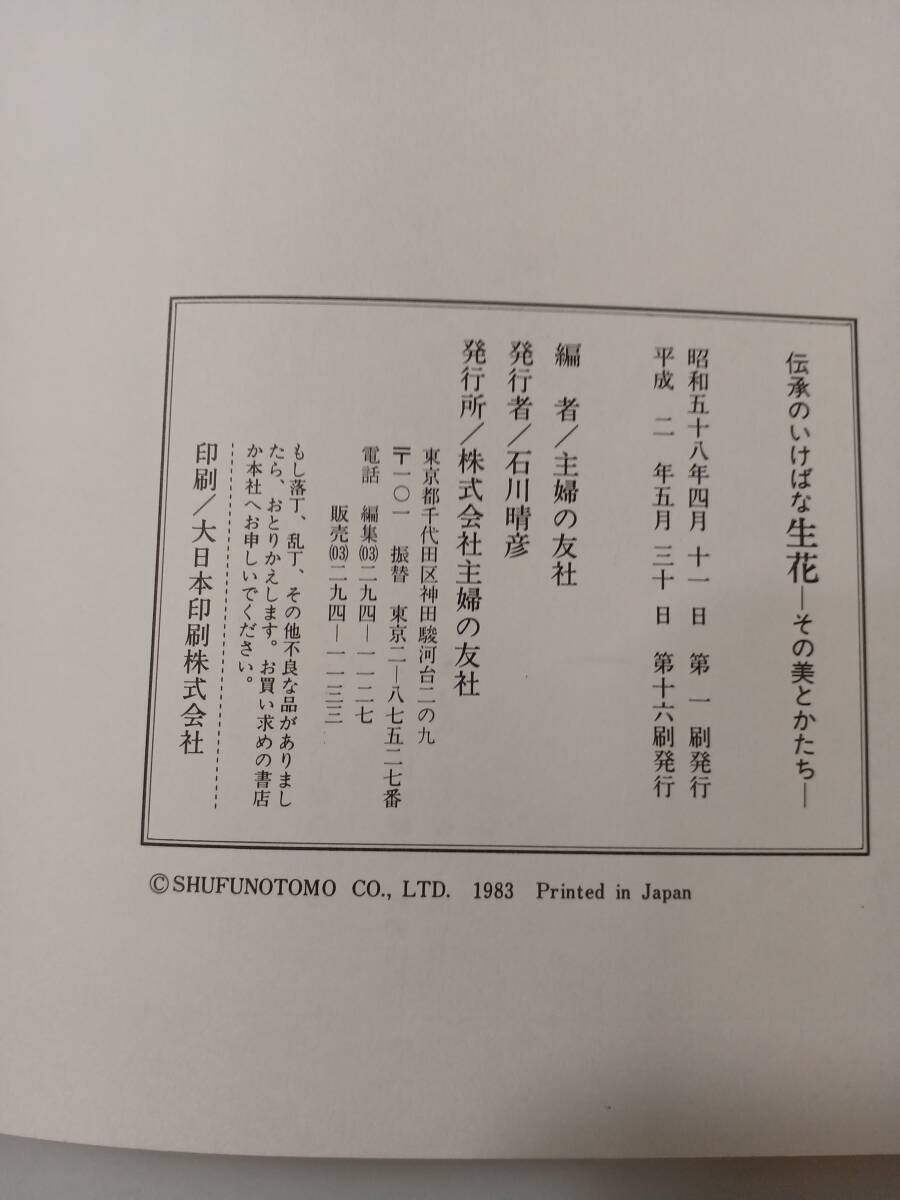 伝承のいけばな生花―その美とかたち―
昭和五十八年四月 十一日 第 一 刷発行
平成 二 年五月 三十 日 第十六刷発行
編 者/主婦の友社
発行者/石川晴彦
発行所/株式会社主婦の友社
東京都千代田区神田駿河台二の九
〒一〇一 振替 東京二―八七五二七番
電話 編集(03)二九四―一一二七
販売(03)二九四―一一三三
もし落丁、乱丁、その他不良な品がありまし
たら、おとりかえします。お買い求めの書店
か本社へお申しいでください。
印刷/大日本印刷株式会社
©SHUFUNOTOMO CO., LTD. 1983 Printed in Japan